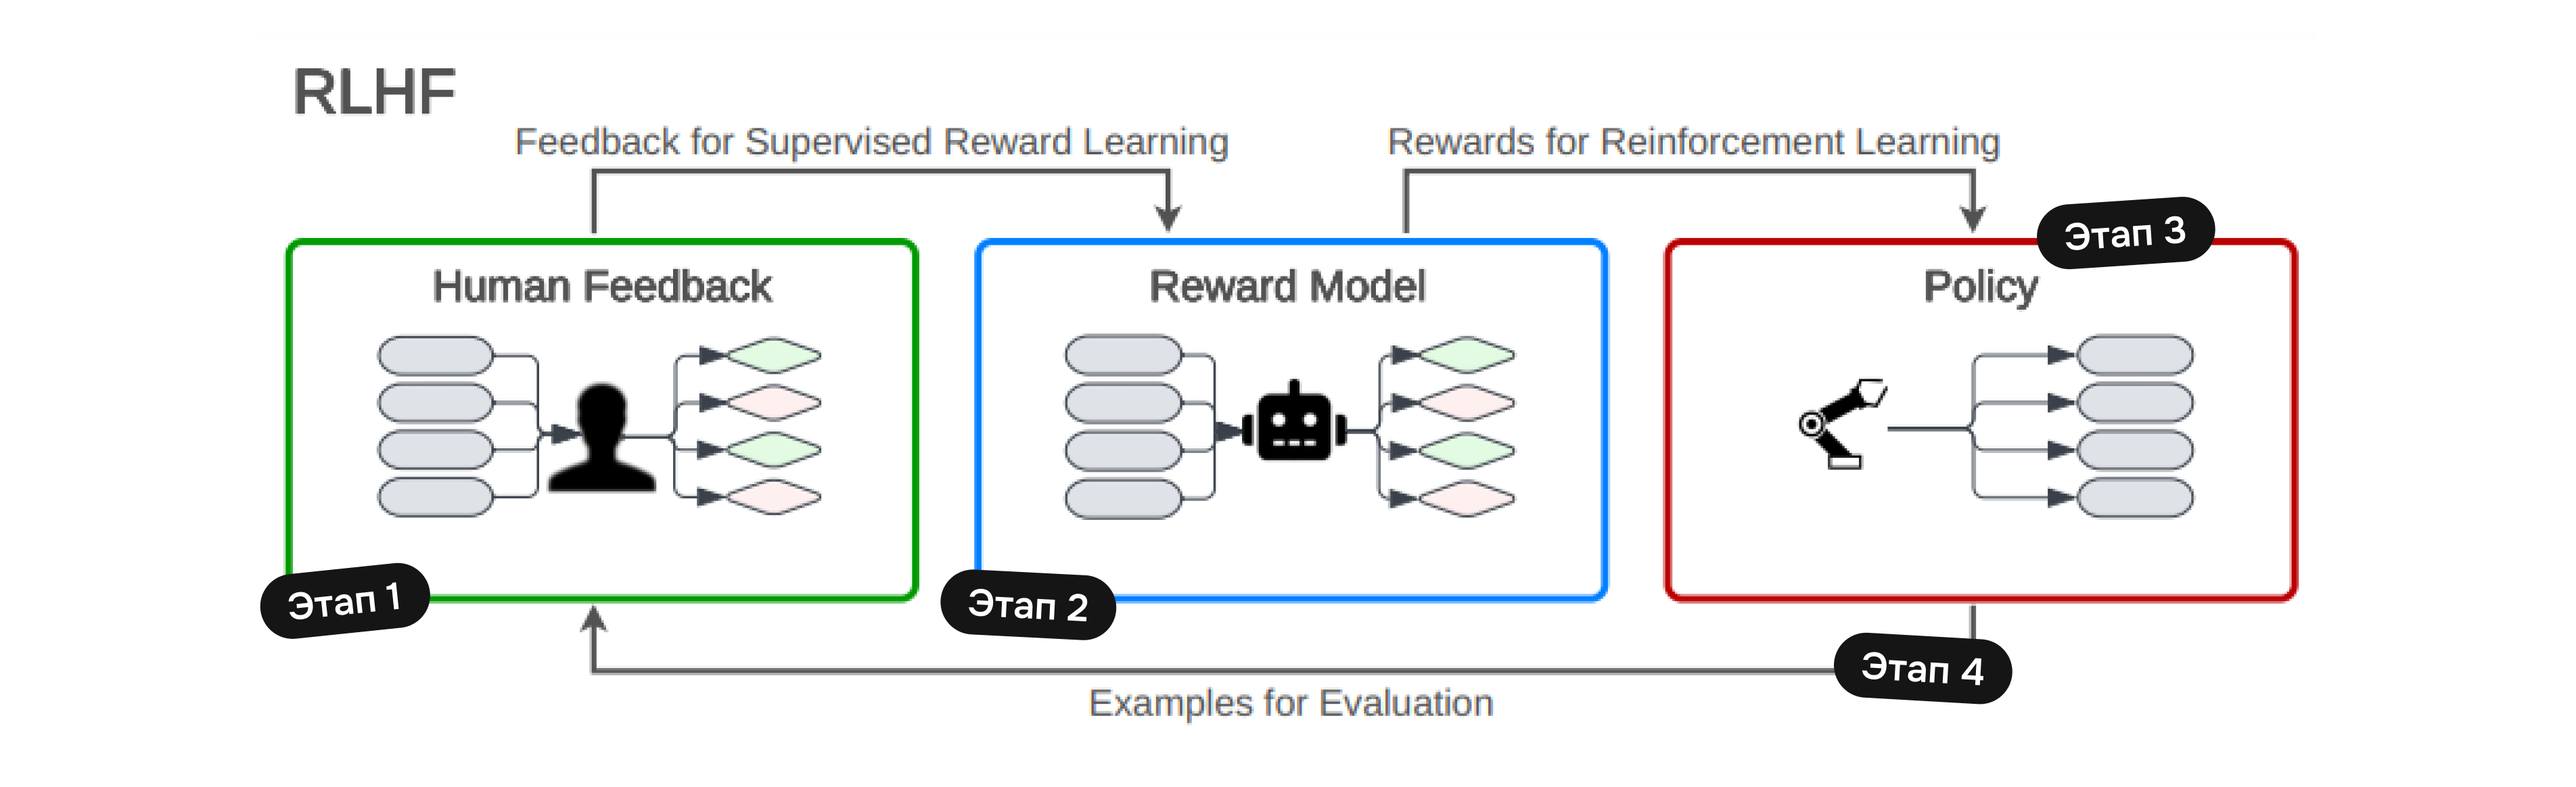 RLHF
Feedback for Supervised Reward Learning
Rewards for Reinforcement Learning
Этап 3
Human Feedback
Reward Model
Policy
Этап 1
Этап 2
Этап 4
Examples for Evaluation